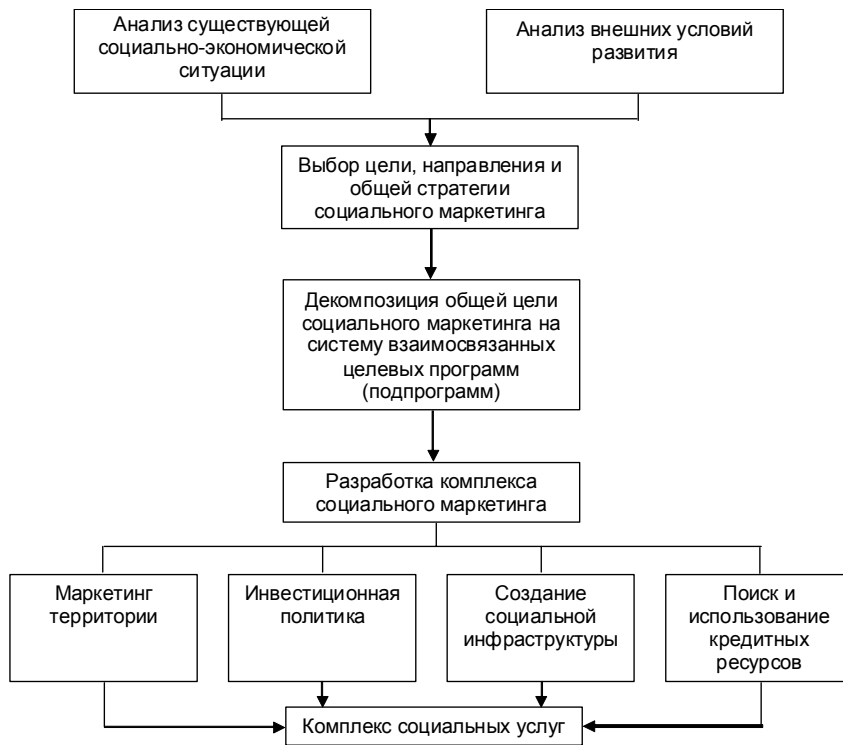 Анализ существующей
социально-экономической
ситуации
Анализ внешних условий
развития
Выбор цели, направления и
общей стратегии
социального маркетинга
Декомпозиция общей цели
социального маркетинга на
систему взаимосвязанных
целевых программ
(подпрограмм)
Разработка комплекса
социального маркетинга
Маркетинг
территории
Инвестиционная
политика
Создание
социальной
инфраструктуры
Поиск и
использование
кредитных
ресурсов
Комплекс социальных услуг